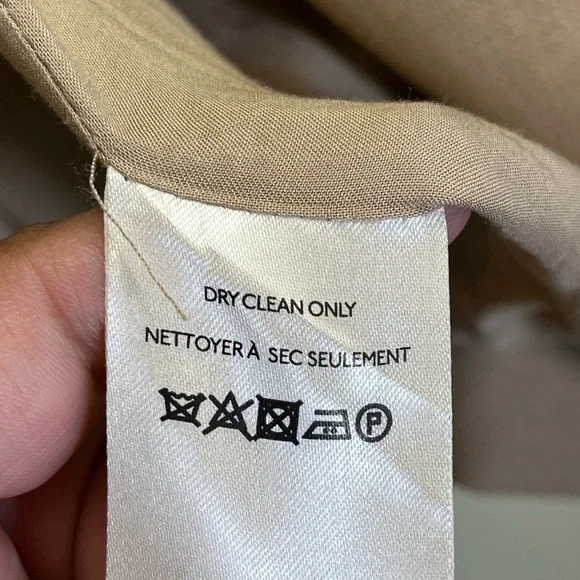 DRY CLEAN ONLY
NETTOYER À SEC SEULEMENT
P